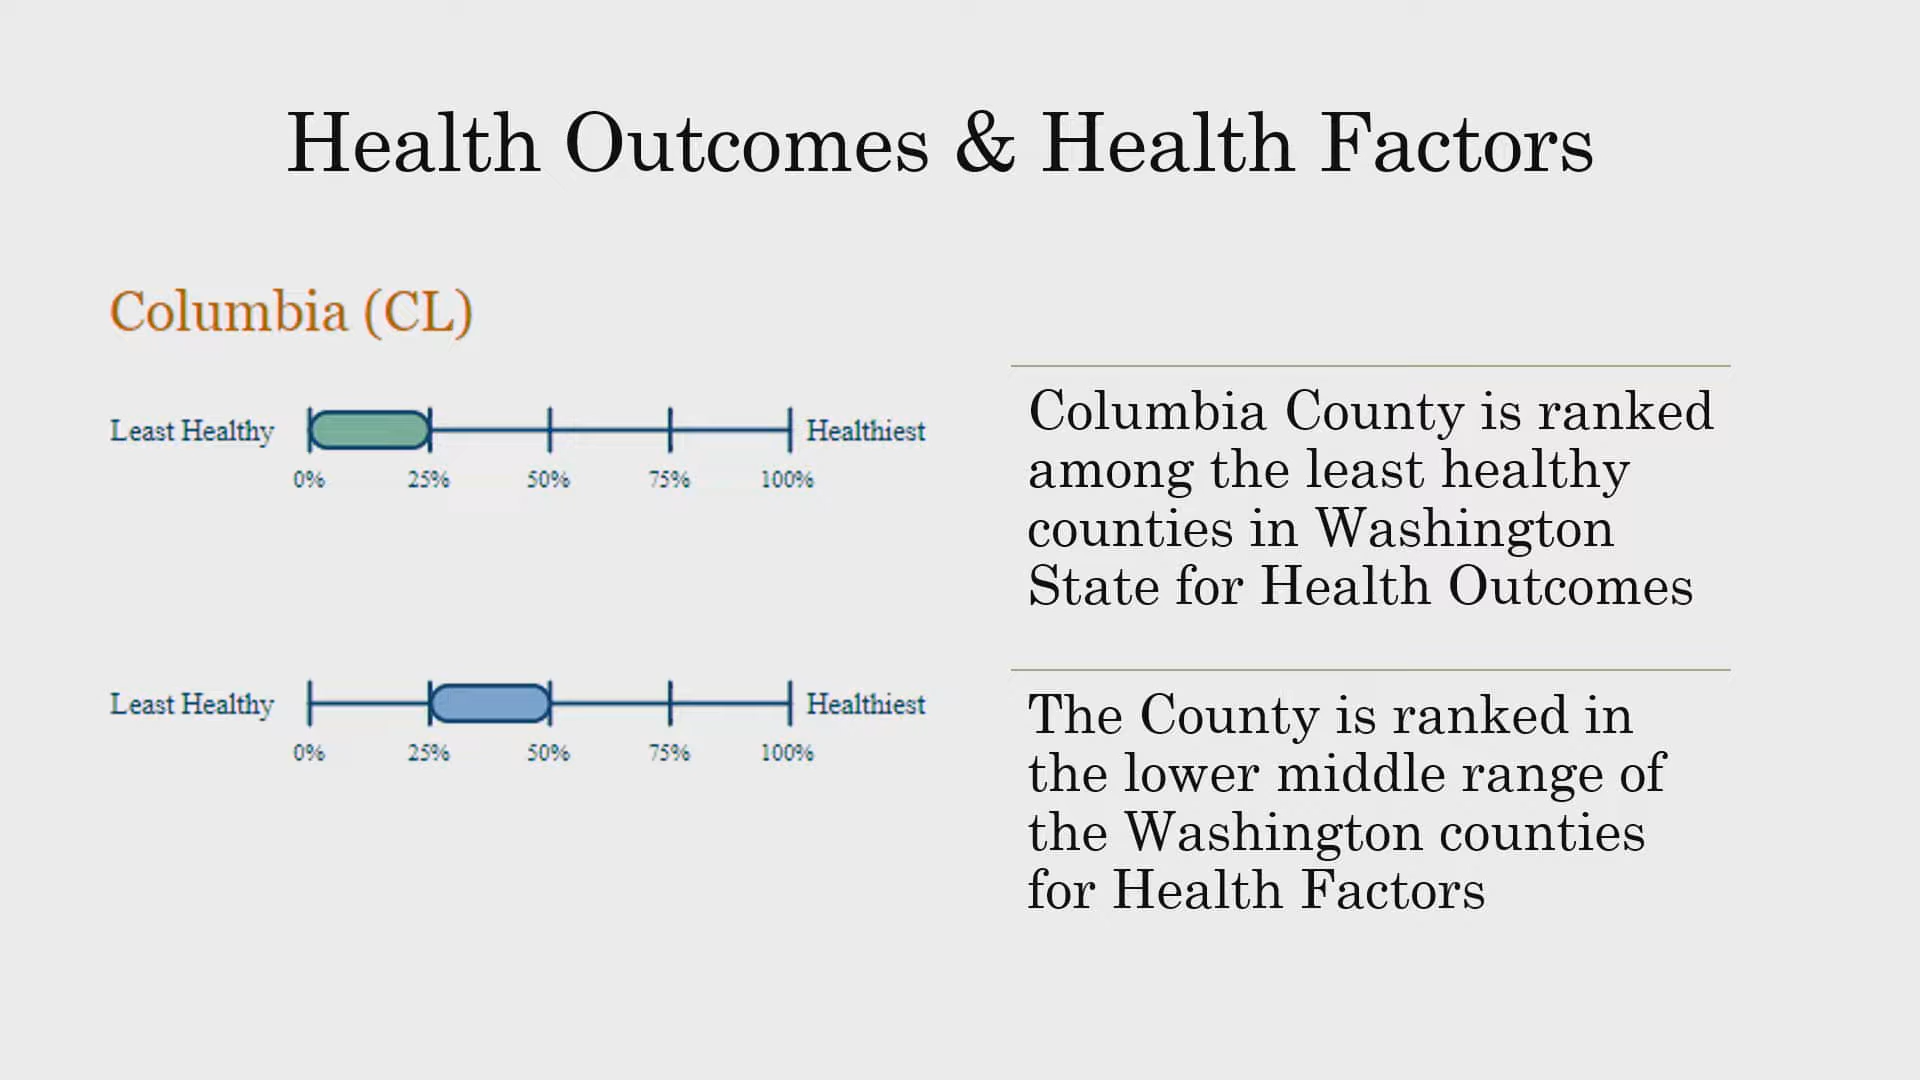 Health Outcomes & Health Factors
Columbia (CL)
Least Healthy
Healthiest
0% 25% 50% 75% 100%
Columbia County is ranked
among the least healthy
counties in Washington
State for Health Outcomes
Least Healthy
Healthiest
0% 25% 50% 75% 100%
The County is ranked in
the lower middle range of
the Washington counties
for Health Factors